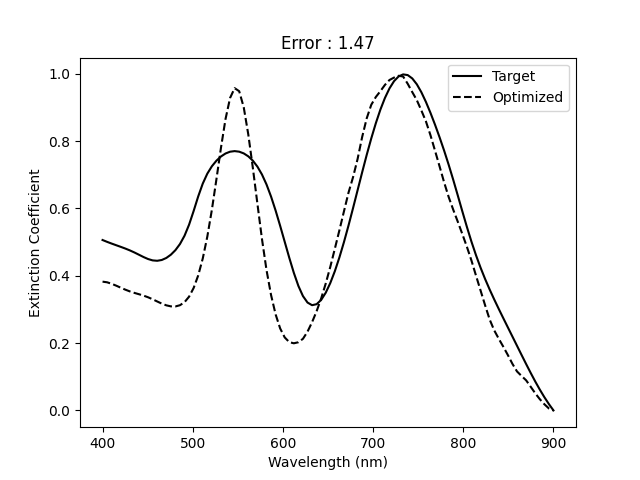 Error : 1.47
Target
Optimized
Extinction Coefficient
1.0
0.8
0.6
0.4
0.2
0.0
400 500 600 700 800 900
Wavelength (nm)